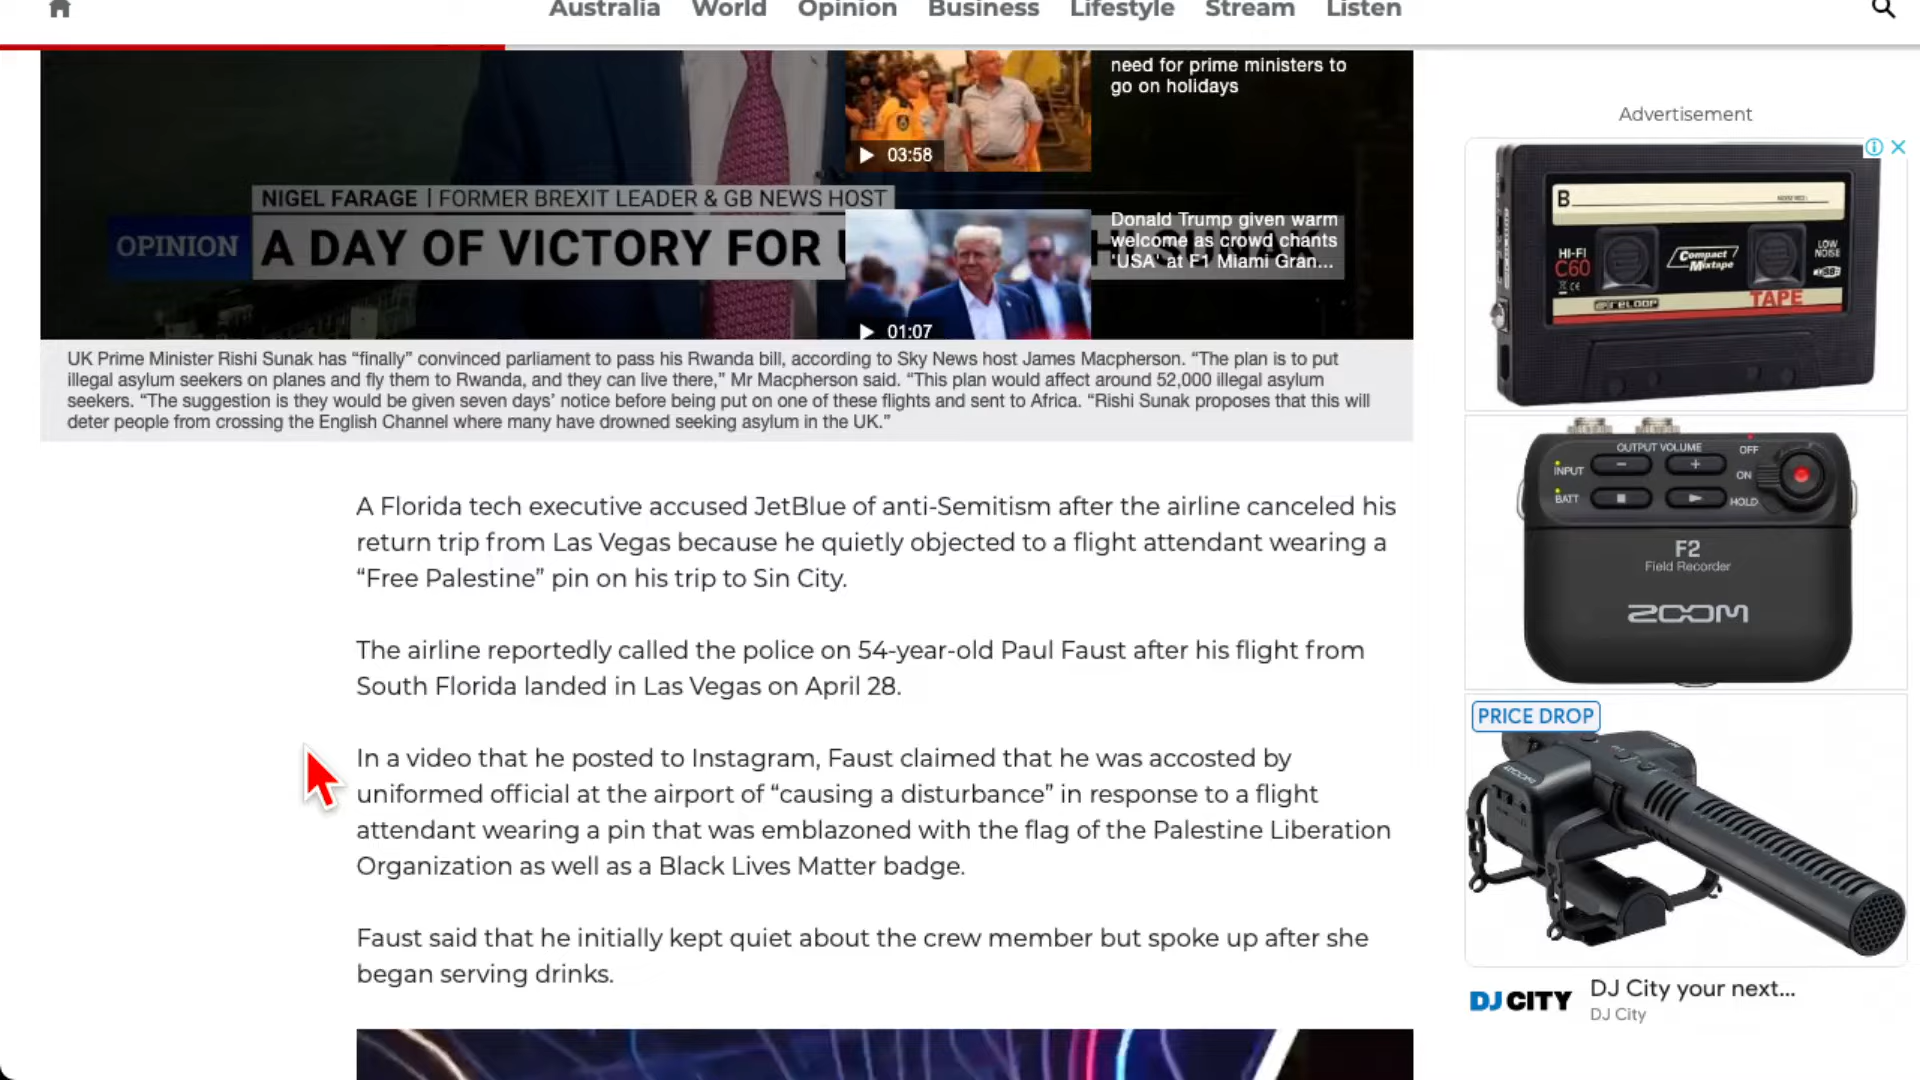 Australia World Opinion Business Lifestyle Stream Listen
need for prime ministers to
go on holidays
03:58
NIGEL FARAGE | FORMER BREXIT LEADER & GB NEWS HOST
OPINION
A DAY OF VICTORY FOR
Donald Trump given warm
welcome as crowd chants
'USA' at F1 Miami Gran...
01:07
UK Prime Minister Rishi Sunak has “finally” convinced parliament to pass his Rwanda bill, according to Sky News host James Macpherson. “The plan is to put
illegal asylum seekers on planes and fly them to Rwanda, and they can live there,” Mr Macpherson said. “This plan would affect around 52,000 illegal asylum
seekers. “The suggestion is they would be given seven days’ notice before being put on one of these flights and sent to Africa. “Rishi Sunak proposes that this will
deter people from crossing the English Channel where many have drowned seeking asylum in the UK.”
A Florida tech executive accused JetBlue of anti-Semitism after the airline canceled his
return trip from Las Vegas because he quietly objected to a flight attendant wearing a
“Free Palestine” pin on his trip to Sin City.
The airline reportedly called the police on 54-year-old Paul Faust after his flight from
South Florida landed in Las Vegas on April 28.
In a video that he posted to Instagram, Faust claimed that he was accosted by
uniformed official at the airport of “causing a disturbance” in response to a flight
attendant wearing a pin that was emblazoned with the flag of the Palestine Liberation
Organization as well as a Black Lives Matter badge.
Faust said that he initially kept quiet about the crew member but spoke up after she
began serving drinks.
Advertisement
B
HI-FI
C60
Compact
Mixtape
LOW
NOISE
USB
RELOOP
TAPE
OUTPUT VOLUME
OFF
INPUT
- +
ON
BATT
HOLD
F2
Field Recorder
ZOOM
PRICE DROP
ZOOM
DJ CITY
DJ City your next...
DJ City